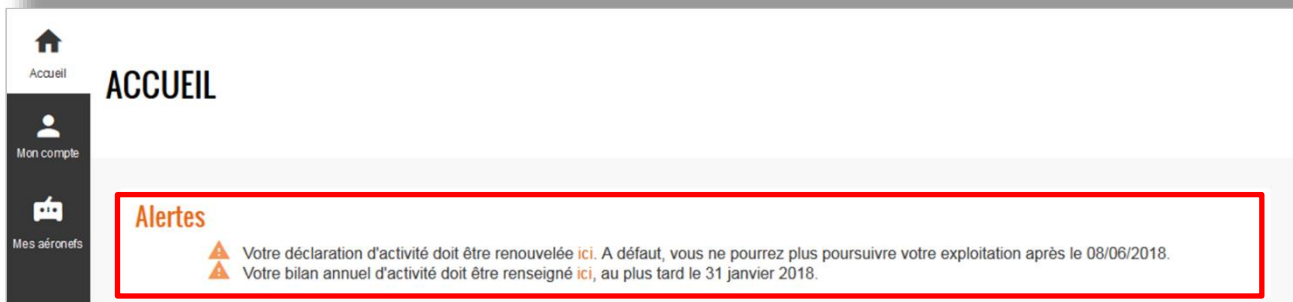 Accueil
ACCUEIL
Mon compte
Mes aéronefs
Alertes
Votre déclaration d'activité doit être renouvelée ici. A défaut, vous ne pourrez plus poursuivre votre exploitation après le 08/06/2018.
Votre bilan annuel d'activité doit être renseigné ici, au plus tard le 31 janvier 2018.